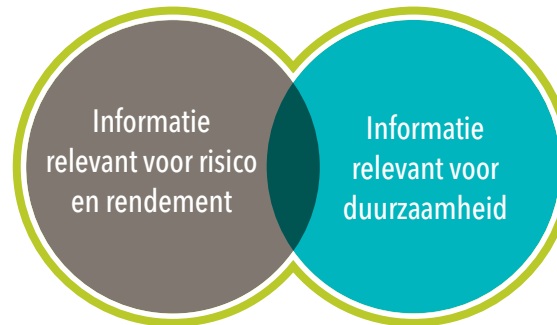 Informatie
relevant voor risico
en rendement
Informatie
relevant voor
duurzaamheid